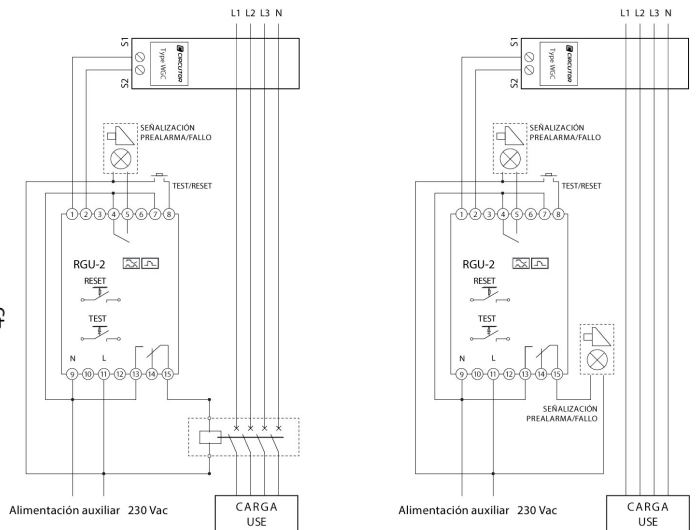 L1 L2 L3 N
S1
S2
CIRCUTOR
Type WGC
SEÑALIZACIÓN
PREALARMA/FALLO
TEST/RESET
1 2 3 4 5 6 7 8
RGU-2
RESET
TEST
N L
9 10 11 12 13 14 15
Alimentación auxiliar 230 Vac
CARGA
USE
L1 L2 L3 N
S1
S2
CIRCUTOR
Type WGC
SEÑALIZACIÓN
PREALARMA/FALLO
TEST/RESET
1 2 3 4 5 6 7 8
RGU-2
RESET
TEST
N L
9 10 11 12 13 14 15
SEÑALIZACIÓN
PREALARMA/FALLO
Alimentación auxiliar 230 Vac
CARGA
USE